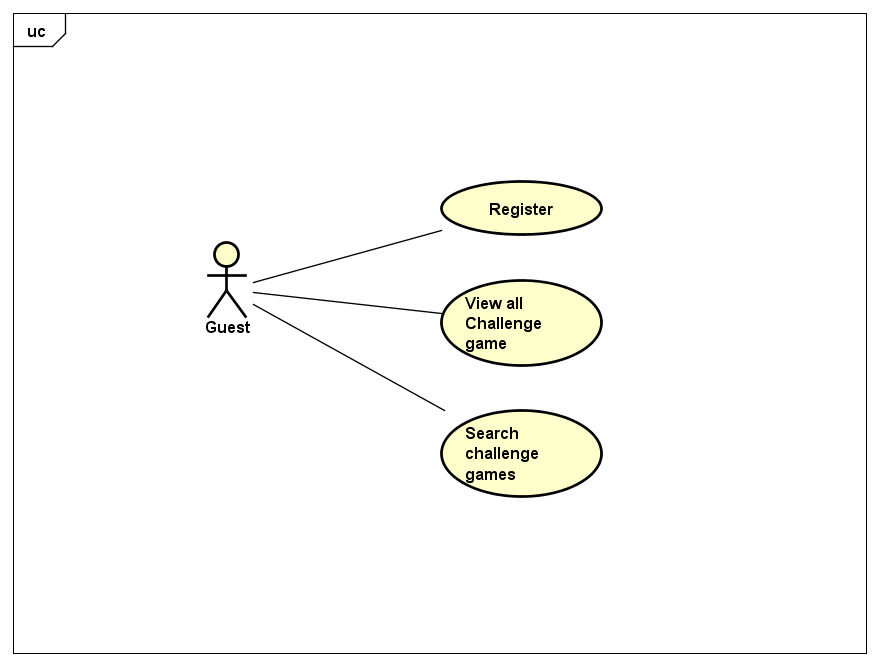 uc
Register
View all
Challenge
game
Guest
Search
challenge
games